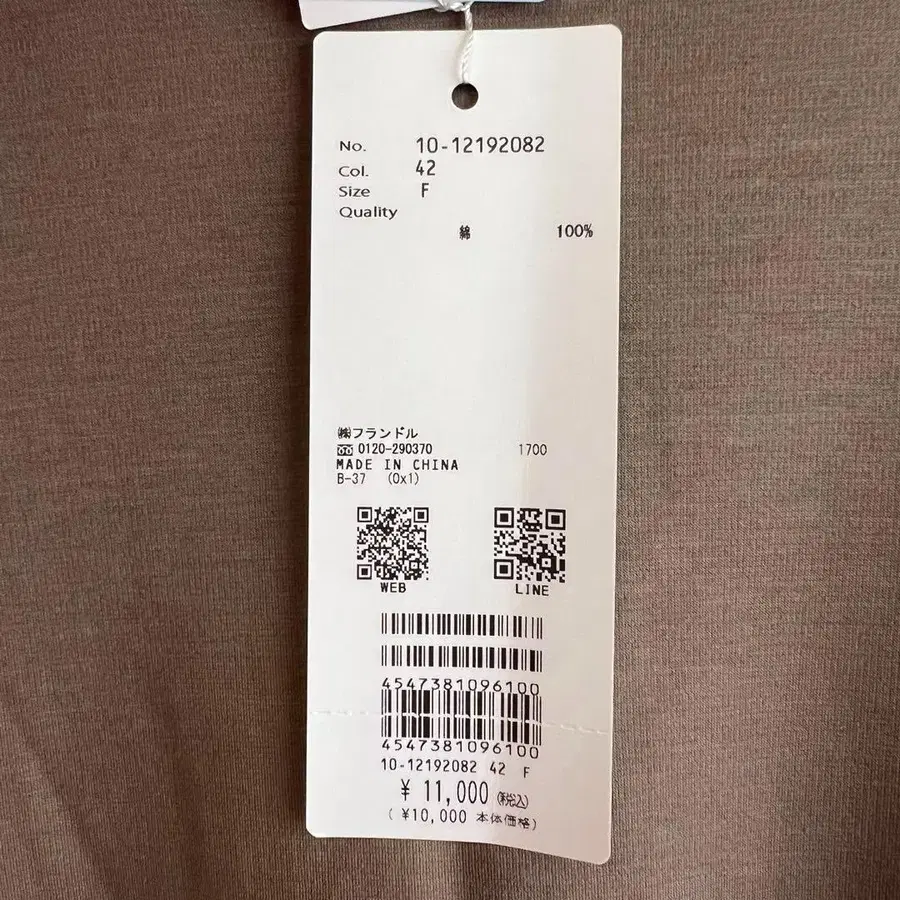 No. 10-12192082
Col. 42
Size F
Quality
綿 100%
㈱フランドル
0120-290370 1700
MADE IN CHINA
B-37 (0x1)
WEB LINE
4547381096100
4547381096100
10-12192082 42 F
¥ 11,000 (税込)
( ¥10,000 本体価格)